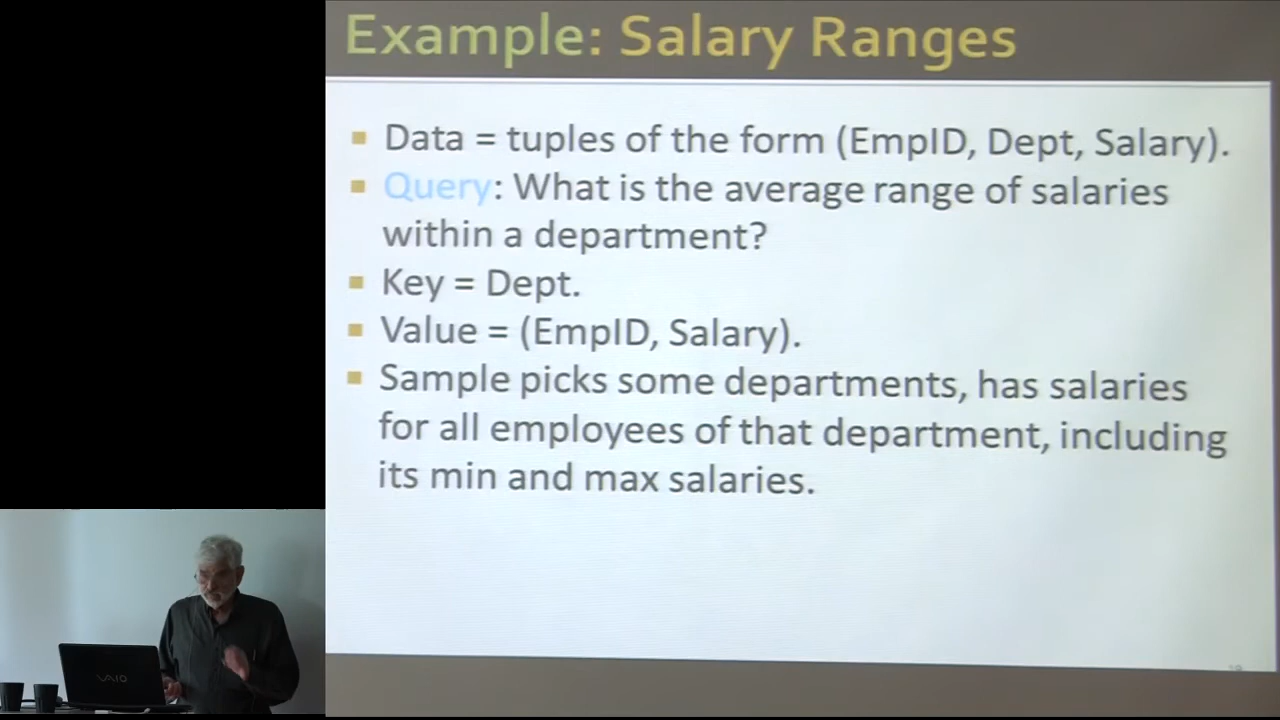 Example: Salary Ranges
Data = tuples of the form (EmpID, Dept, Salary).
Query: What is the average range of salaries
within a department?
Key = Dept.
Value = (EmpID, Salary).
Sample picks some departments, has salaries
for all employees of that department, including
its min and max salaries.
VAIO